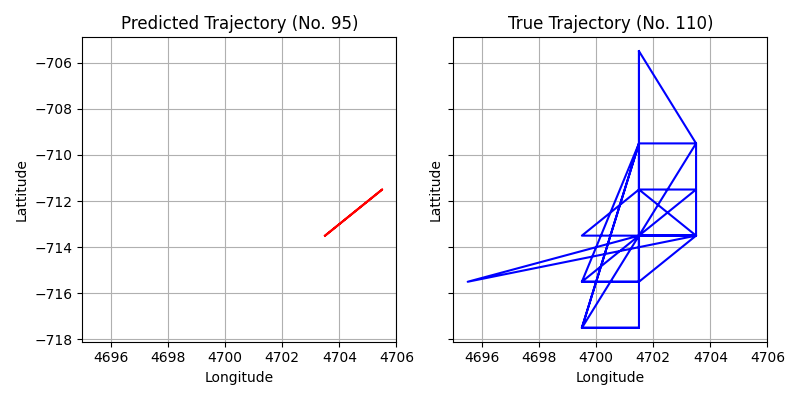 Predicted Trajectory (No. 95)
True Trajectory (No. 110)
−706
−708
−710
−712
−714
−716
−718
Lattitude
Lattitude
4696 4698 4700 4702 4704 4706
4696 4698 4700 4702 4704 4706
Longitude
Longitude